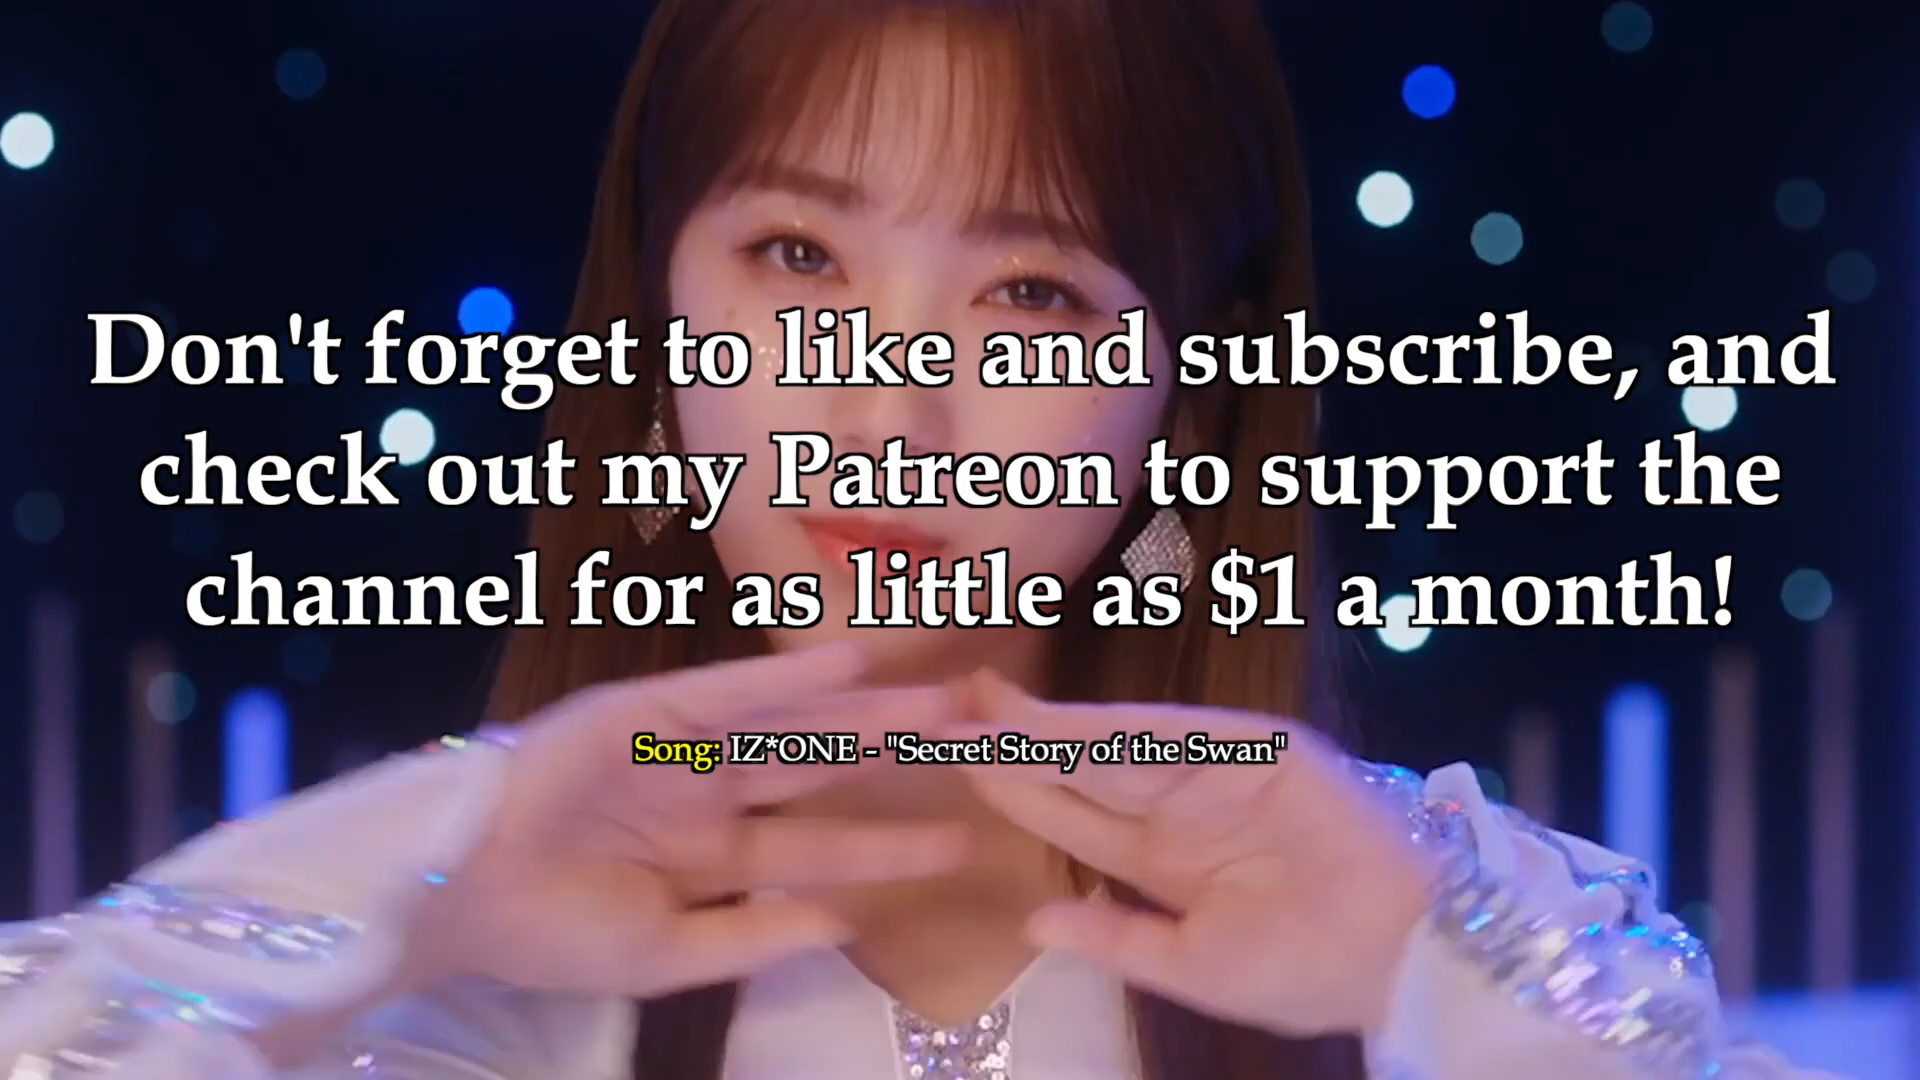 Don't forget to like and subscribe, and
check out my Patreon to support the
channel for as little as $1 a month!
Song: IZ*ONE - "Secret Story of the Swan"